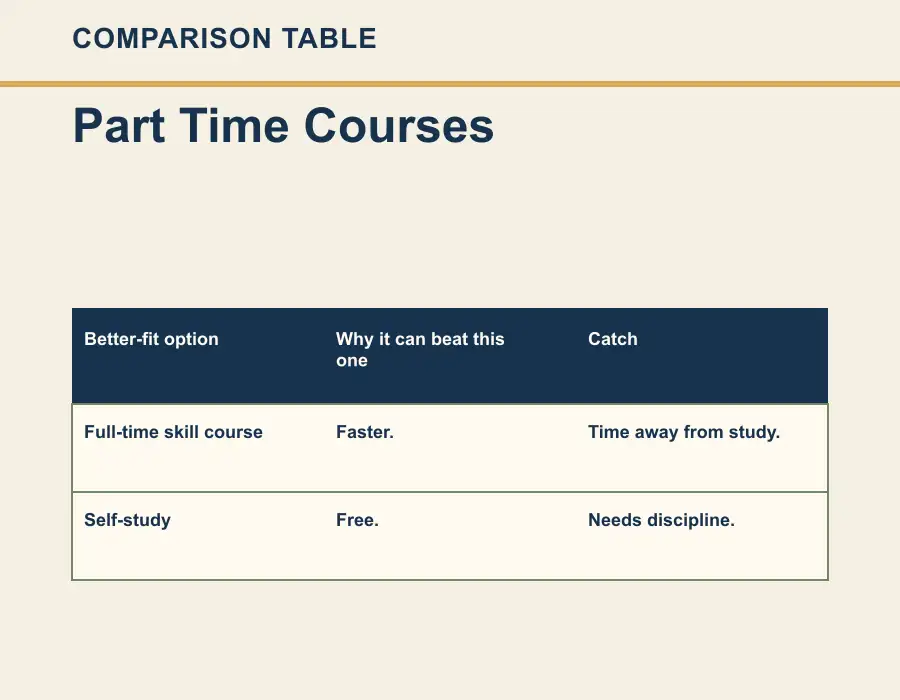 COMPARISON TABLE
Part Time Courses
Better-fit option
Why it can beat this
one
Catch
Full-time skill course
Faster.
Time away from study.
Self-study
Free.
Needs discipline.